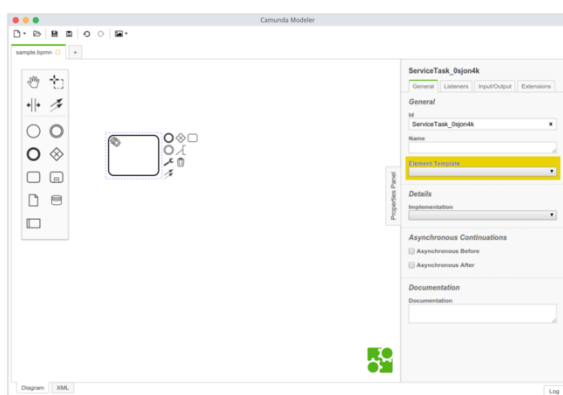 Camunda Modeler
sample.bpmn
+
ServiceTask_0sjon4k
General Listeners Input/Output Extensions
General
Id
ServiceTask_0sjon4k
Name
Element Template
Properties Panel
Details
Implementation
Asynchronous Continuations
Asynchronous Before
Asynchronous After
Documentation
Documentation
Diagram XML
Log